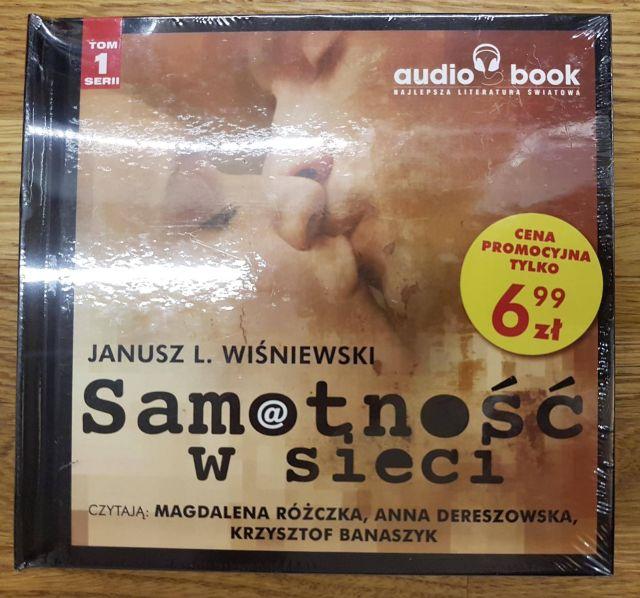 TOM
1
SERII
audio book
NAJLEPSZA LITERATURA ŚWIATOWA
CENA
PROMOCYJNA
TYLKO
6 99
zł
JANUSZ L. WIŚNIEWSKI
Sam@tność
w sieci
CZYTAJĄ: MAGDALENA RÓŻCZKA, ANNA DERESZOWSKA,
KRZYSZTOF BANASZYK